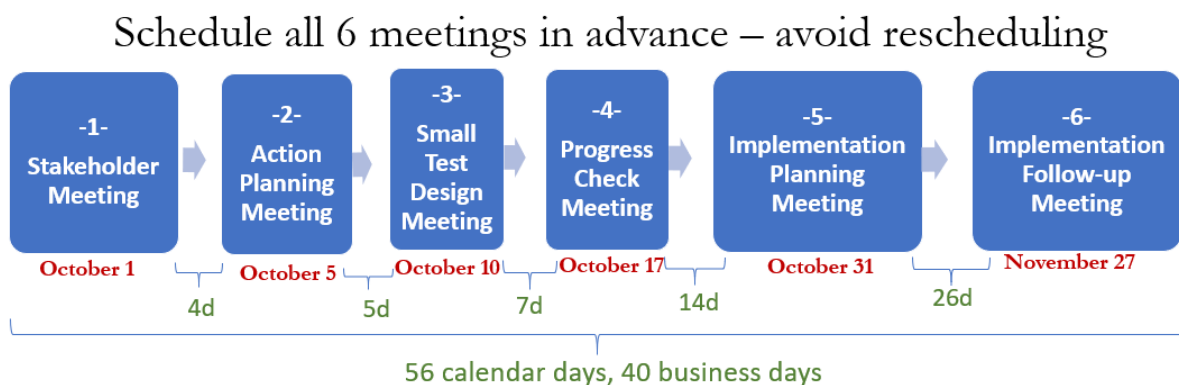 Schedule all 6 meetings in advance – avoid rescheduling
-1-
Stakeholder
Meeting
-2-
Action
Planning
Meeting
-3-
Small
Test
Design
Meeting
-4-
Progress
Check
Meeting
-5-
Implementation
Planning
Meeting
-6-
Implementation
Follow-up
Meeting
October 1
October 5
October 10
October 17
October 31
November 27
4d
5d
7d
14d
26d
56 calendar days, 40 business days